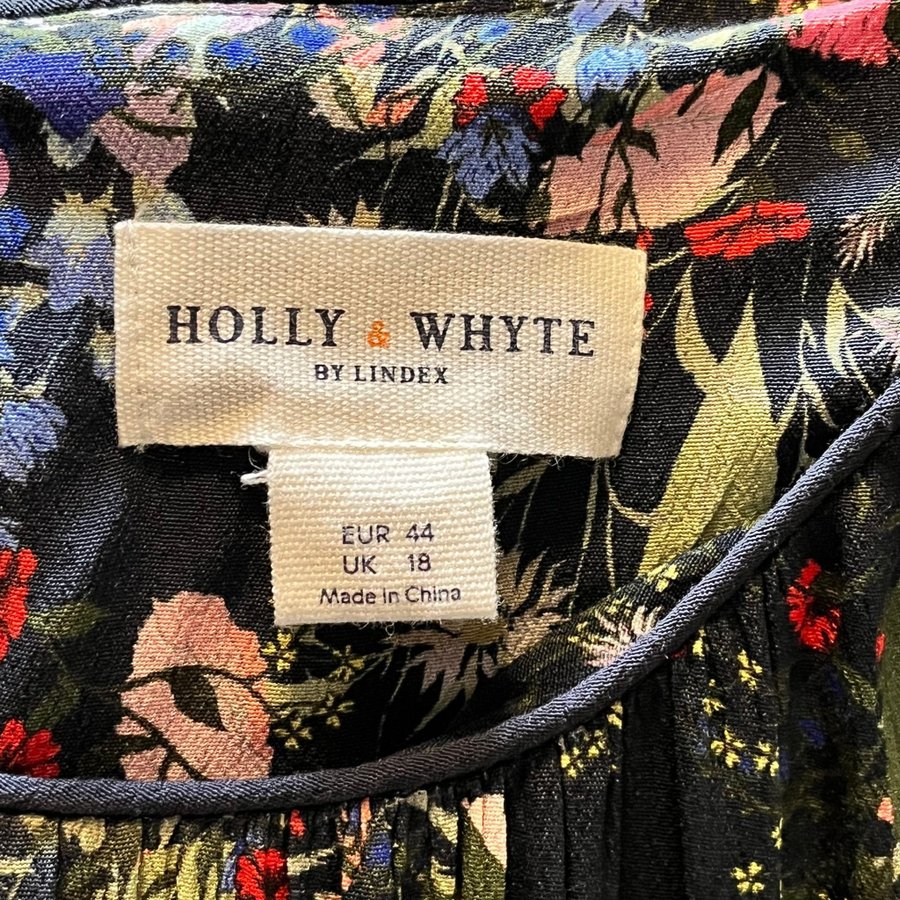 HOLLY & WHYTE
BY LINDEX
EUR 44
UK 18
Made in China